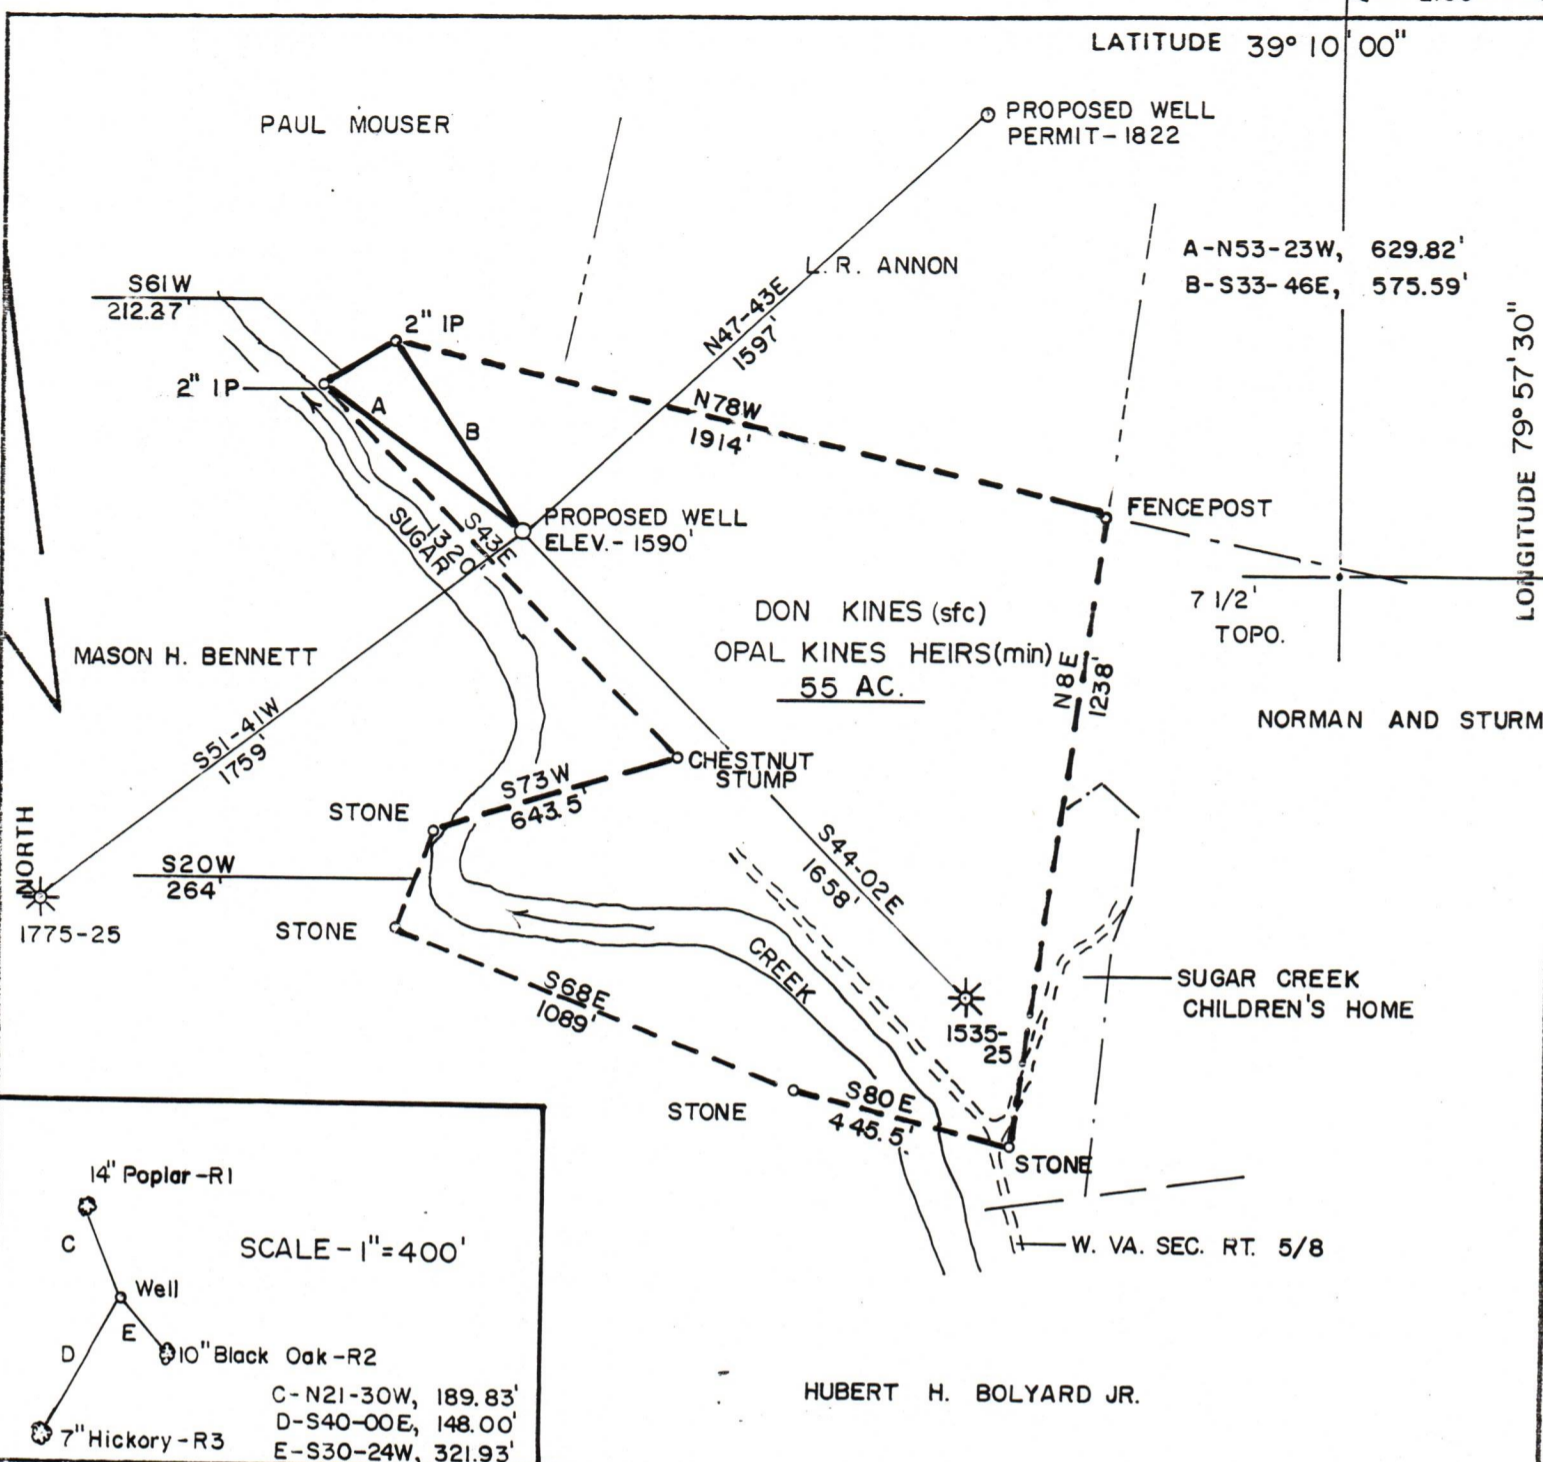 LATITUDE 39° 10' 00"
PAUL MOUSER
PROPOSED WELL
PERMIT-1822
L. R. ANNON
A-N53-23W, 629.82'
B-S33-46E, 575.59'
S61W
212.27'
2" IP
2" IP
A
B
N47-43E
1597'
N78W
1914'
LONGITUDE 79° 57' 30"
FENCEPOST
PROPOSED WELL
ELEV.- 1590'
SUGAR
S43E
1320'
7 1/2'
TOPO.
DON KINES (sfc)
OPAL KINES HEIRS (min)
55 AC.
N8E
1238'
MASON H. BENNETT
NORMAN AND STURM
S51-41W
1759'
CHESTNUT
STUMP
S73W
643.5'
STONE
NORTH
S20W
264'
S44-02E
1658'
1775-25
STONE
CREEK
S68E
1089'
SUGAR CREEK
CHILDREN'S HOME
1535-
25
STONE
S80E
445.5'
STONE
W. VA. SEC. RT. 5/8
14" Poplar-R1
C
SCALE-1"=400'
Well
E
D
10" Black Oak-R2
C-N21-30W, 189.83'
D-S40-00E, 148.00'
7" Hickory-R3
E-S30-24W, 321.93'
HUBERT H. BOLYARD JR.